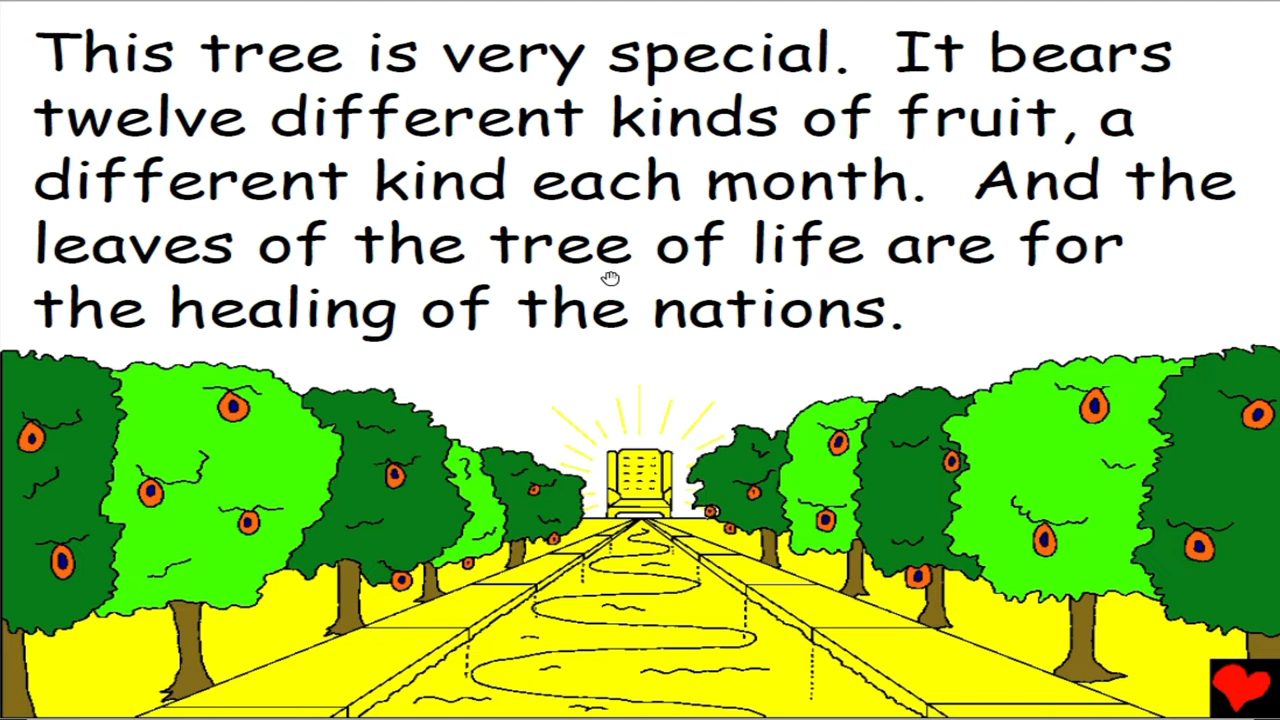 This tree is very special.  It bears
twelve different kinds of fruit, a
different kind each month.  And the
leaves of the tree of life are for
the healing of the nations.